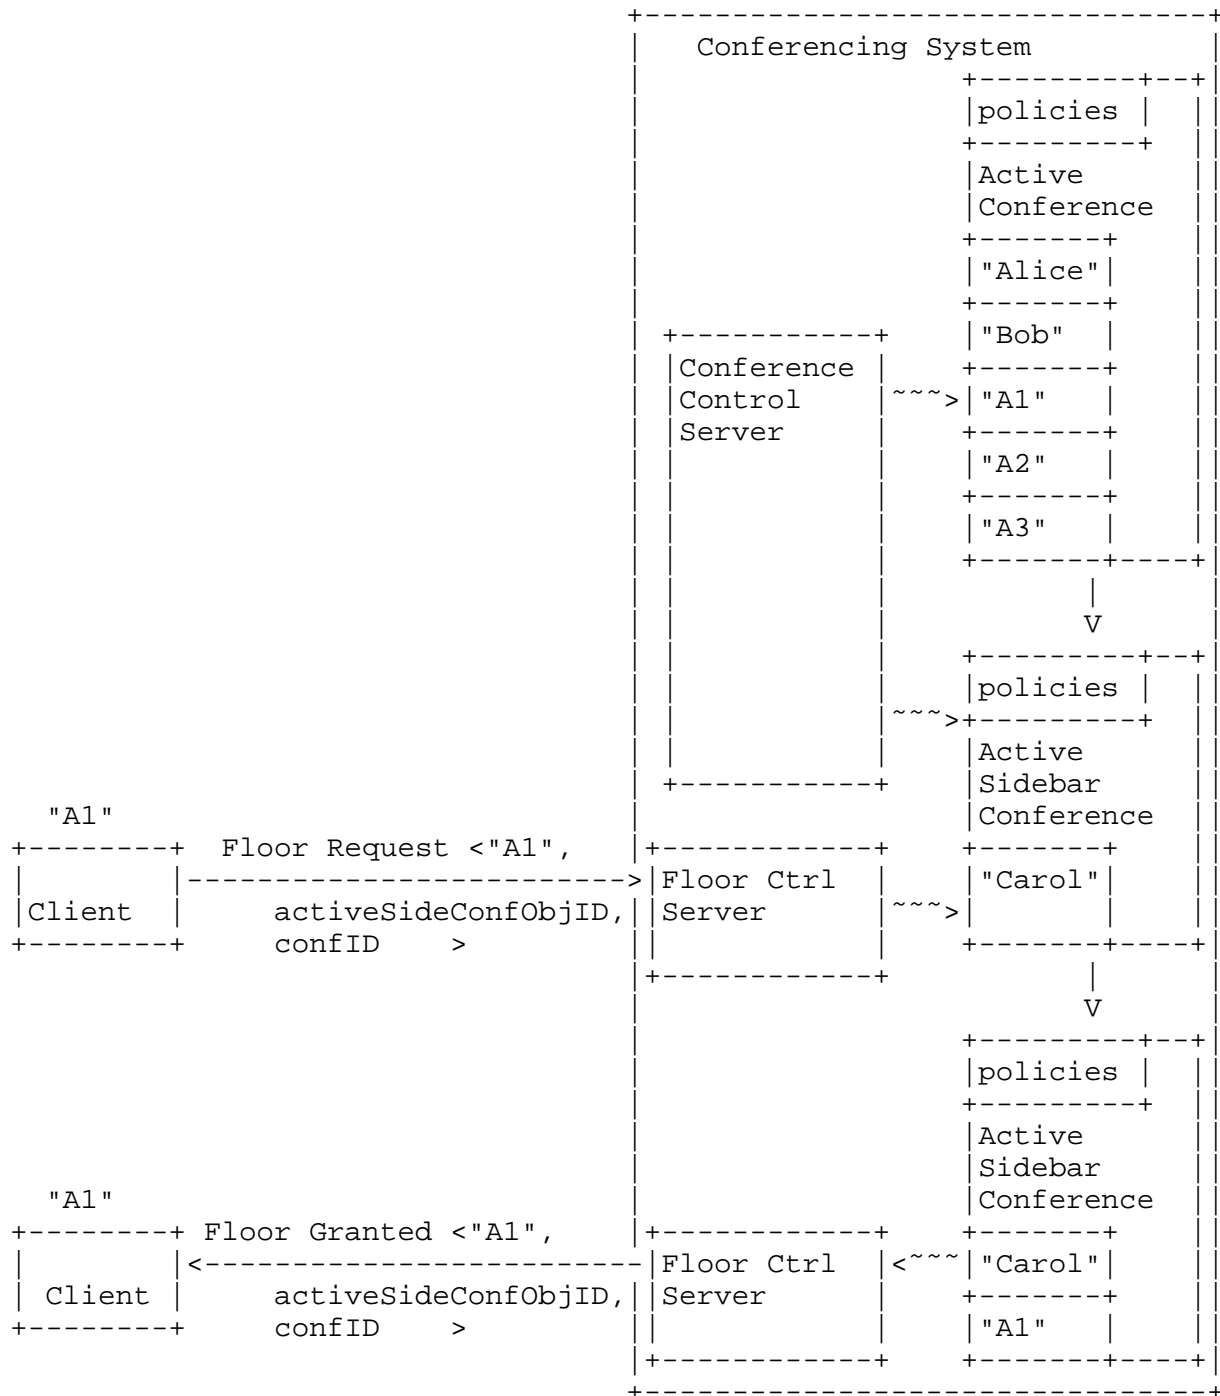 Conferencing System
policies
Active
Conference
"Alice"
"Bob"
Conference
Control
Server
"A1"
"A2"
"A3"
V
policies
Active
Sidebar
Conference
"A1"
Floor Request <"A1",
Client
activeSideConfObjID,
confID >
Floor Ctrl
Server
"Carol"
V
policies
Active
Sidebar
Conference
"A1"
Floor Granted <"A1",
Client
activeSideConfObjID,
confID >
Floor Ctrl
Server
"Carol"
"A1"